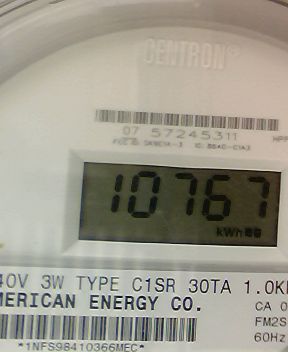 CENTRON®
07 57245311
10767
kWh
40V 3W TYPE C1SR 30TA 1.0K
MERICAN ENERGY CO.
CA 0
FM2S
60Hz
*1NFS98410366MEC*